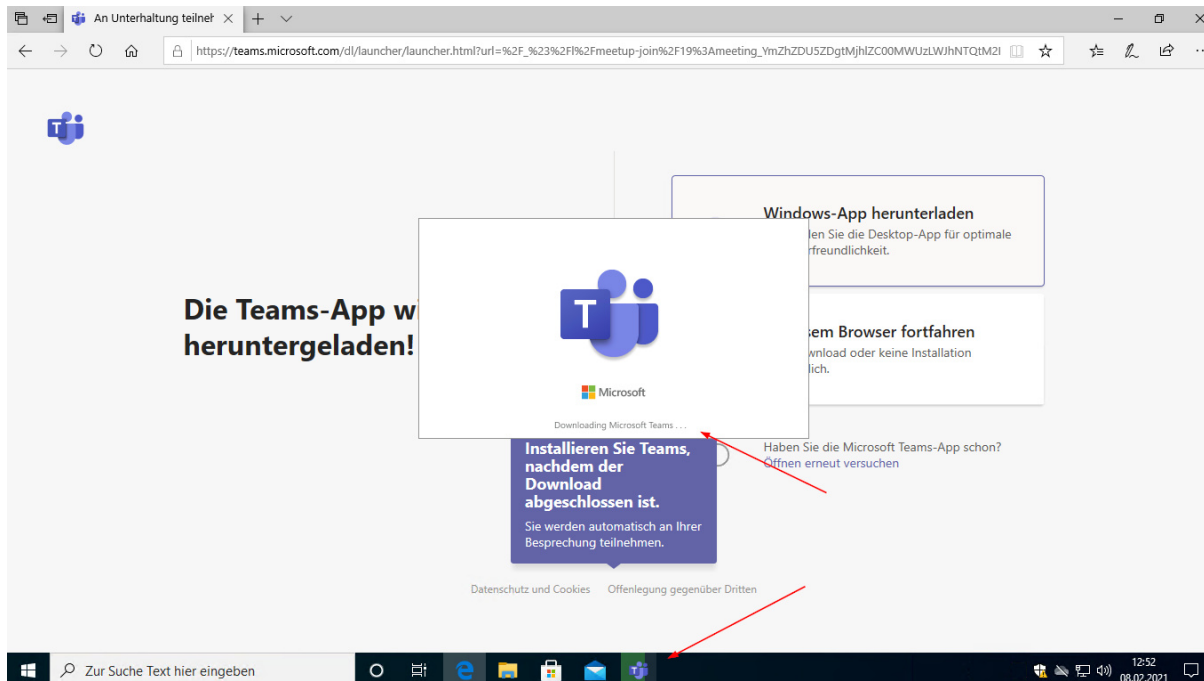 An Unterhaltung teilneh
https://teams.microsoft.com/dl/launcher/launcher.html?url=%2F_%23%2Fl%2Fmeetup-join%2F19%3Ameeting_YmZhZDU5ZDgtMjhlZC00MWUzLWJhNTQtM2I
Windows-App herunterladen
len Sie die Desktop-App für optimale
rfreundlichkeit.
Die Teams-App wi
heruntergeladen!
T
Microsoft
Downloading Microsoft Teams . . .
sem Browser fortfahren
wnload oder keine Installation
lich.
Installieren Sie Teams,
nachdem der
Download
abgeschlossen ist.
Sie werden automatisch an Ihrer
Besprechung teilnehmen.
Haben Sie die Microsoft Teams-App schon?
Öffnen erneut versuchen
Datenschutz und Cookies Offenlegung gegenüber Dritten
Zur Suche Text hier eingeben
12:52
08.02.2021